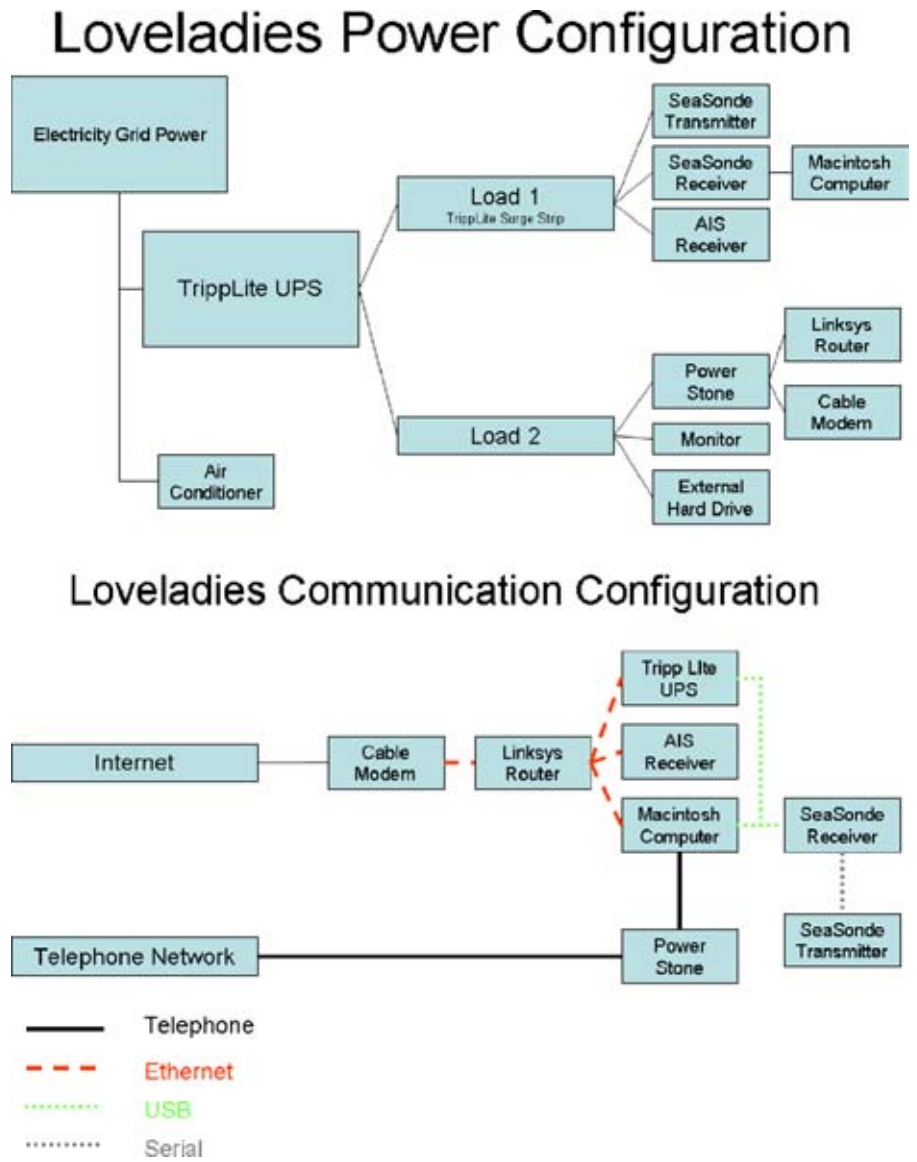 Loveladies Power Configuration
Electricity Grid Power
TrippLite UPS
Air
Conditioner
Load 1
TrippLite Surge Strip
Load 2
SeaSonde
Transmitter
SeaSonde
Receiver
Macintosh
Computer
AIS
Receiver
Power
Stone
Linksys
Router
Cable
Modem
Monitor
External
Hard Drive
Loveladies Communication Configuration
Internet
Cable
Modem
Linksys
Router
Tripp LIte
UPS
AIS
Receiver
Macintosh
Computer
SeaSonde
Receiver
SeaSonde
Transmitter
Telephone Network
Power
Stone
Telephone
Ethernet
USB
Serial